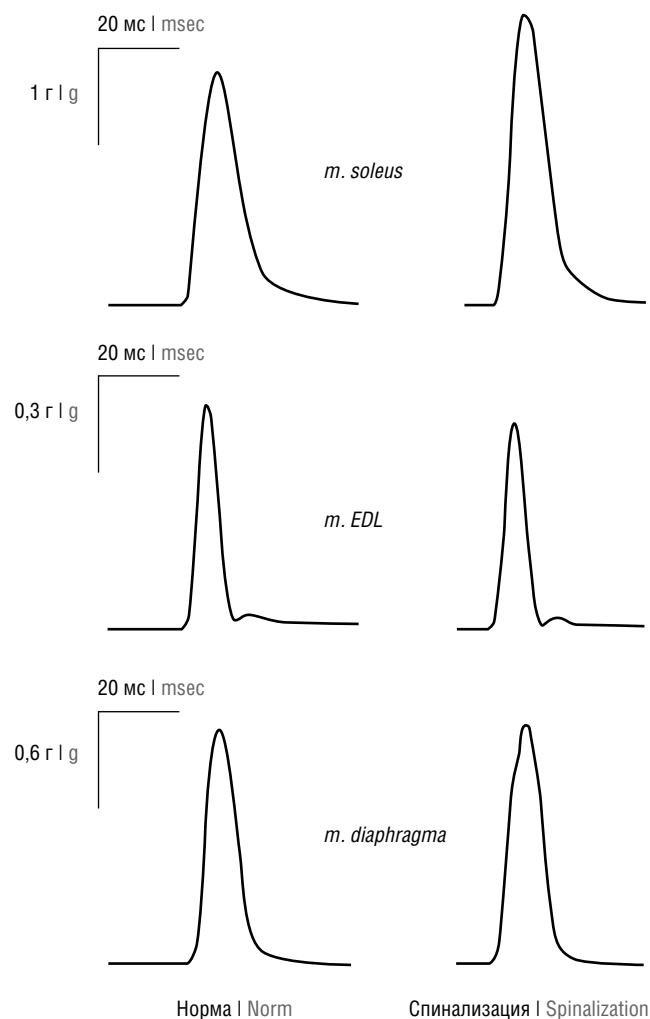 20 мс | msec
1 г | g
m. soleus
20 мс | msec
0,3 г | g
m. EDL
20 мс | msec
0,6 г | g
m. diaphragma
Норма | Norm
Спинализация | Spinalization